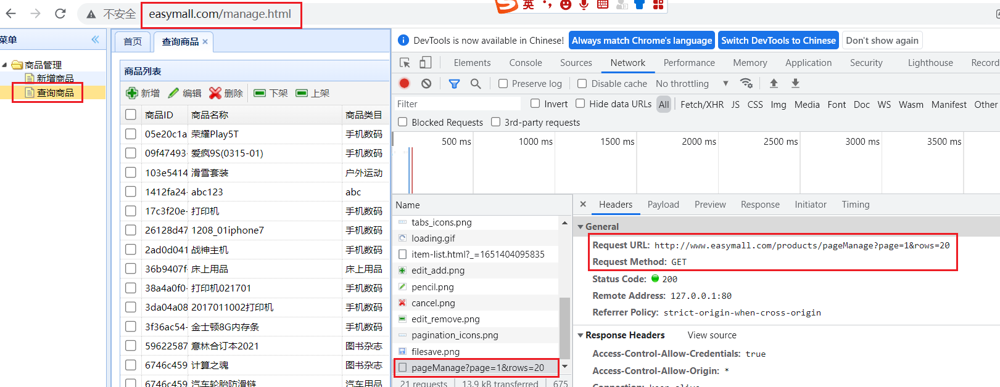 不安全 easymall.com/manage.html
英
菜单
商品管理
新增商品
查询商品
首页 查询商品
商品列表
新增 编辑 删除 下架 上架
商品ID 商品名称 商品类目
05e20c1a 荣耀Play5T 手机数码
09f47493- 爱疯9S(0315-01) 手机数码
103e5414 滑雪套装 户外运动
1412fa24- abc123 abc
17c3f20e- 打印机 手机数码
26128d47 1208_01iphone7 手机数码
2ad0d041 战神主机 手机数码
36b9407f- 床上用品 床上用品
38a4a0f0- 打印机021701 手机数码
3da04a08 2017011002打印机 手机数码
3f36ac54- 金士顿8G内存条 手机数码
59622587 意林合订本2021 图书杂志
6746c459 计算之魂 图书杂志
6746c459 汽车轮胎防滑链 汽车用品
DevTools is now available in Chinese! Always match Chrome's language Switch DevTools to Chinese Don't show again
Elements Console Sources Network Performance Memory Application Security Lighthouse Record
Preserve log Disable cache No throttling
Filter Invert Hide data URLs All Fetch/XHR JS CSS Img Media Font Doc WS Wasm Manifest Other
Blocked Requests 3rd-party requests
500 ms 1000 ms 1500 ms 2000 ms 2500 ms 3000 ms 3500 ms
Name
tabs_icons.png
loading.gif
item-list.html?_=1651404095835
edit_add.png
pencil.png
cancel.png
edit_remove.png
pagination_icons.png
filesave.png
pageManage?page=1&rows=20
21 requests 13.9 kB transferred 675
Headers Payload Preview Response Initiator Timing
General
Request URL: http://www.easymall.com/products/pageManage?page=1&rows=20
Request Method: GET
Status Code: 200
Remote Address: 127.0.0.1:80
Referrer Policy: strict-origin-when-cross-origin
Response Headers View source
Access-Control-Allow-Credentials: true
Access-Control-Allow-Origin: *
Connection: keep-alive